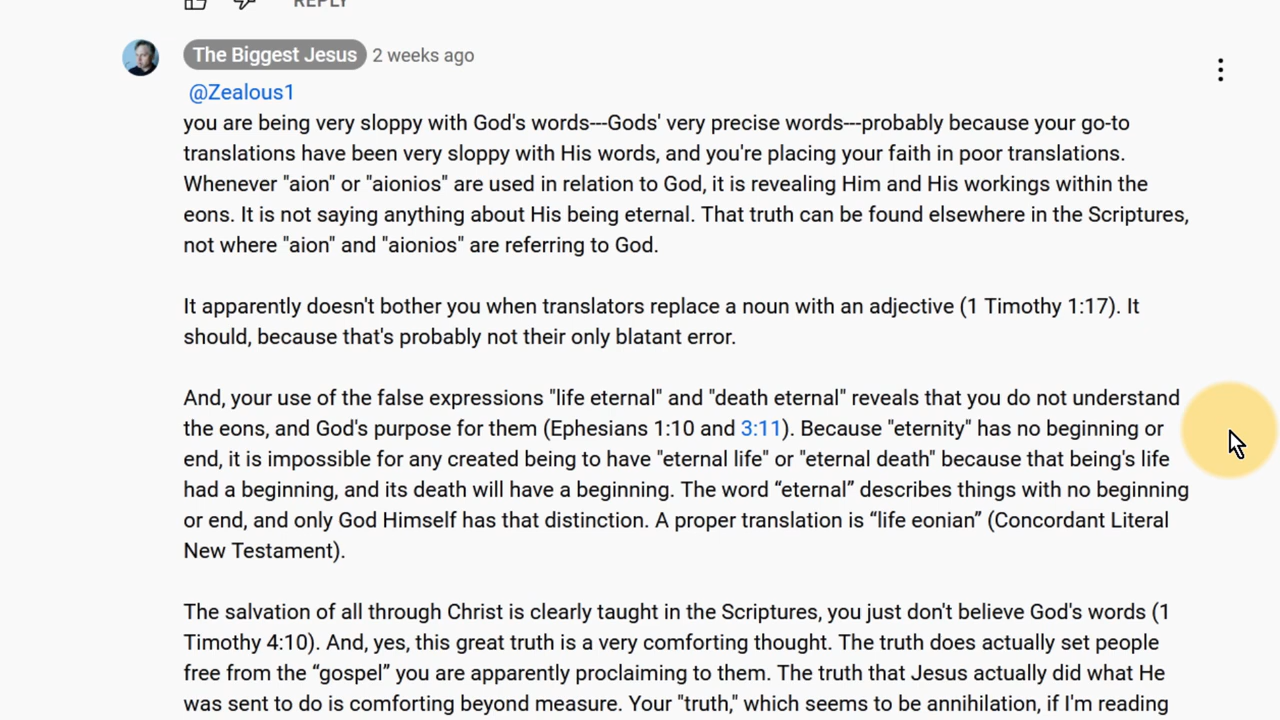 REPLY
The Biggest Jesus 2 weeks ago
@Zealous1
you are being very sloppy with God's words---Gods' very precise words---probably because your go-to
translations have been very sloppy with His words, and you're placing your faith in poor translations.
Whenever "aion" or "aionios" are used in relation to God, it is revealing Him and His workings within the
eons. It is not saying anything about His being eternal. That truth can be found elsewhere in the Scriptures,
not where "aion" and "aionios" are referring to God.
It apparently doesn't bother you when translators replace a noun with an adjective (1 Timothy 1:17). It
should, because that's probably not their only blatant error.
And, your use of the false expressions "life eternal" and "death eternal" reveals that you do not understand
the eons, and God's purpose for them (Ephesians 1:10 and 3:11). Because "eternity" has no beginning or
end, it is impossible for any created being to have "eternal life" or "eternal death" because that being's life
had a beginning, and its death will have a beginning. The word “eternal” describes things with no beginning
or end, and only God Himself has that distinction. A proper translation is “life eonian” (Concordant Literal
New Testament).
The salvation of all through Christ is clearly taught in the Scriptures, you just don't believe God's words (1
Timothy 4:10). And, yes, this great truth is a very comforting thought. The truth does actually set people
free from the “gospel” you are apparently proclaiming to them. The truth that Jesus actually did what He
was sent to do is comforting beyond measure. Your "truth," which seems to be annihilation, if I'm reading